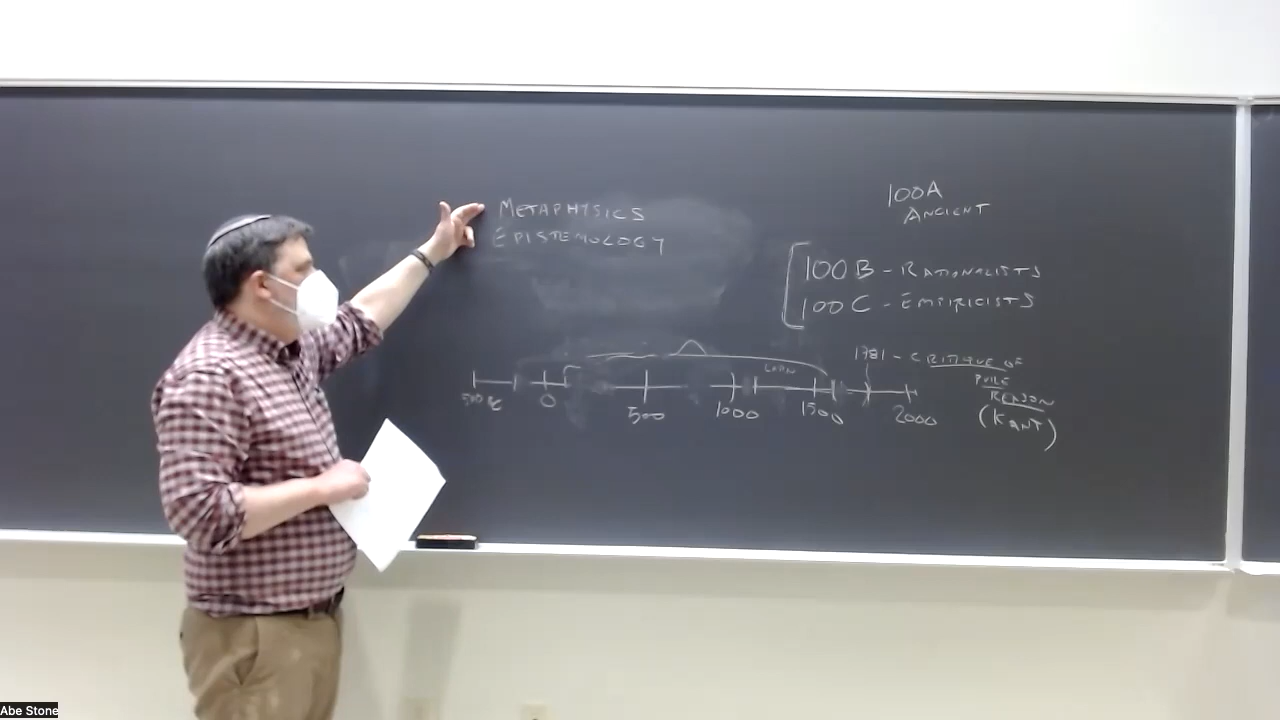 METAPHYSICS
EPISTEMOLOGY
100A
ANCIENT
100B - RATIONALISTS
100C - EMPIRICISTS
1781 - CRITIQUE OF
PURE
REASON
(KANT)
0
500
1000
1500
2000
Abe Stone